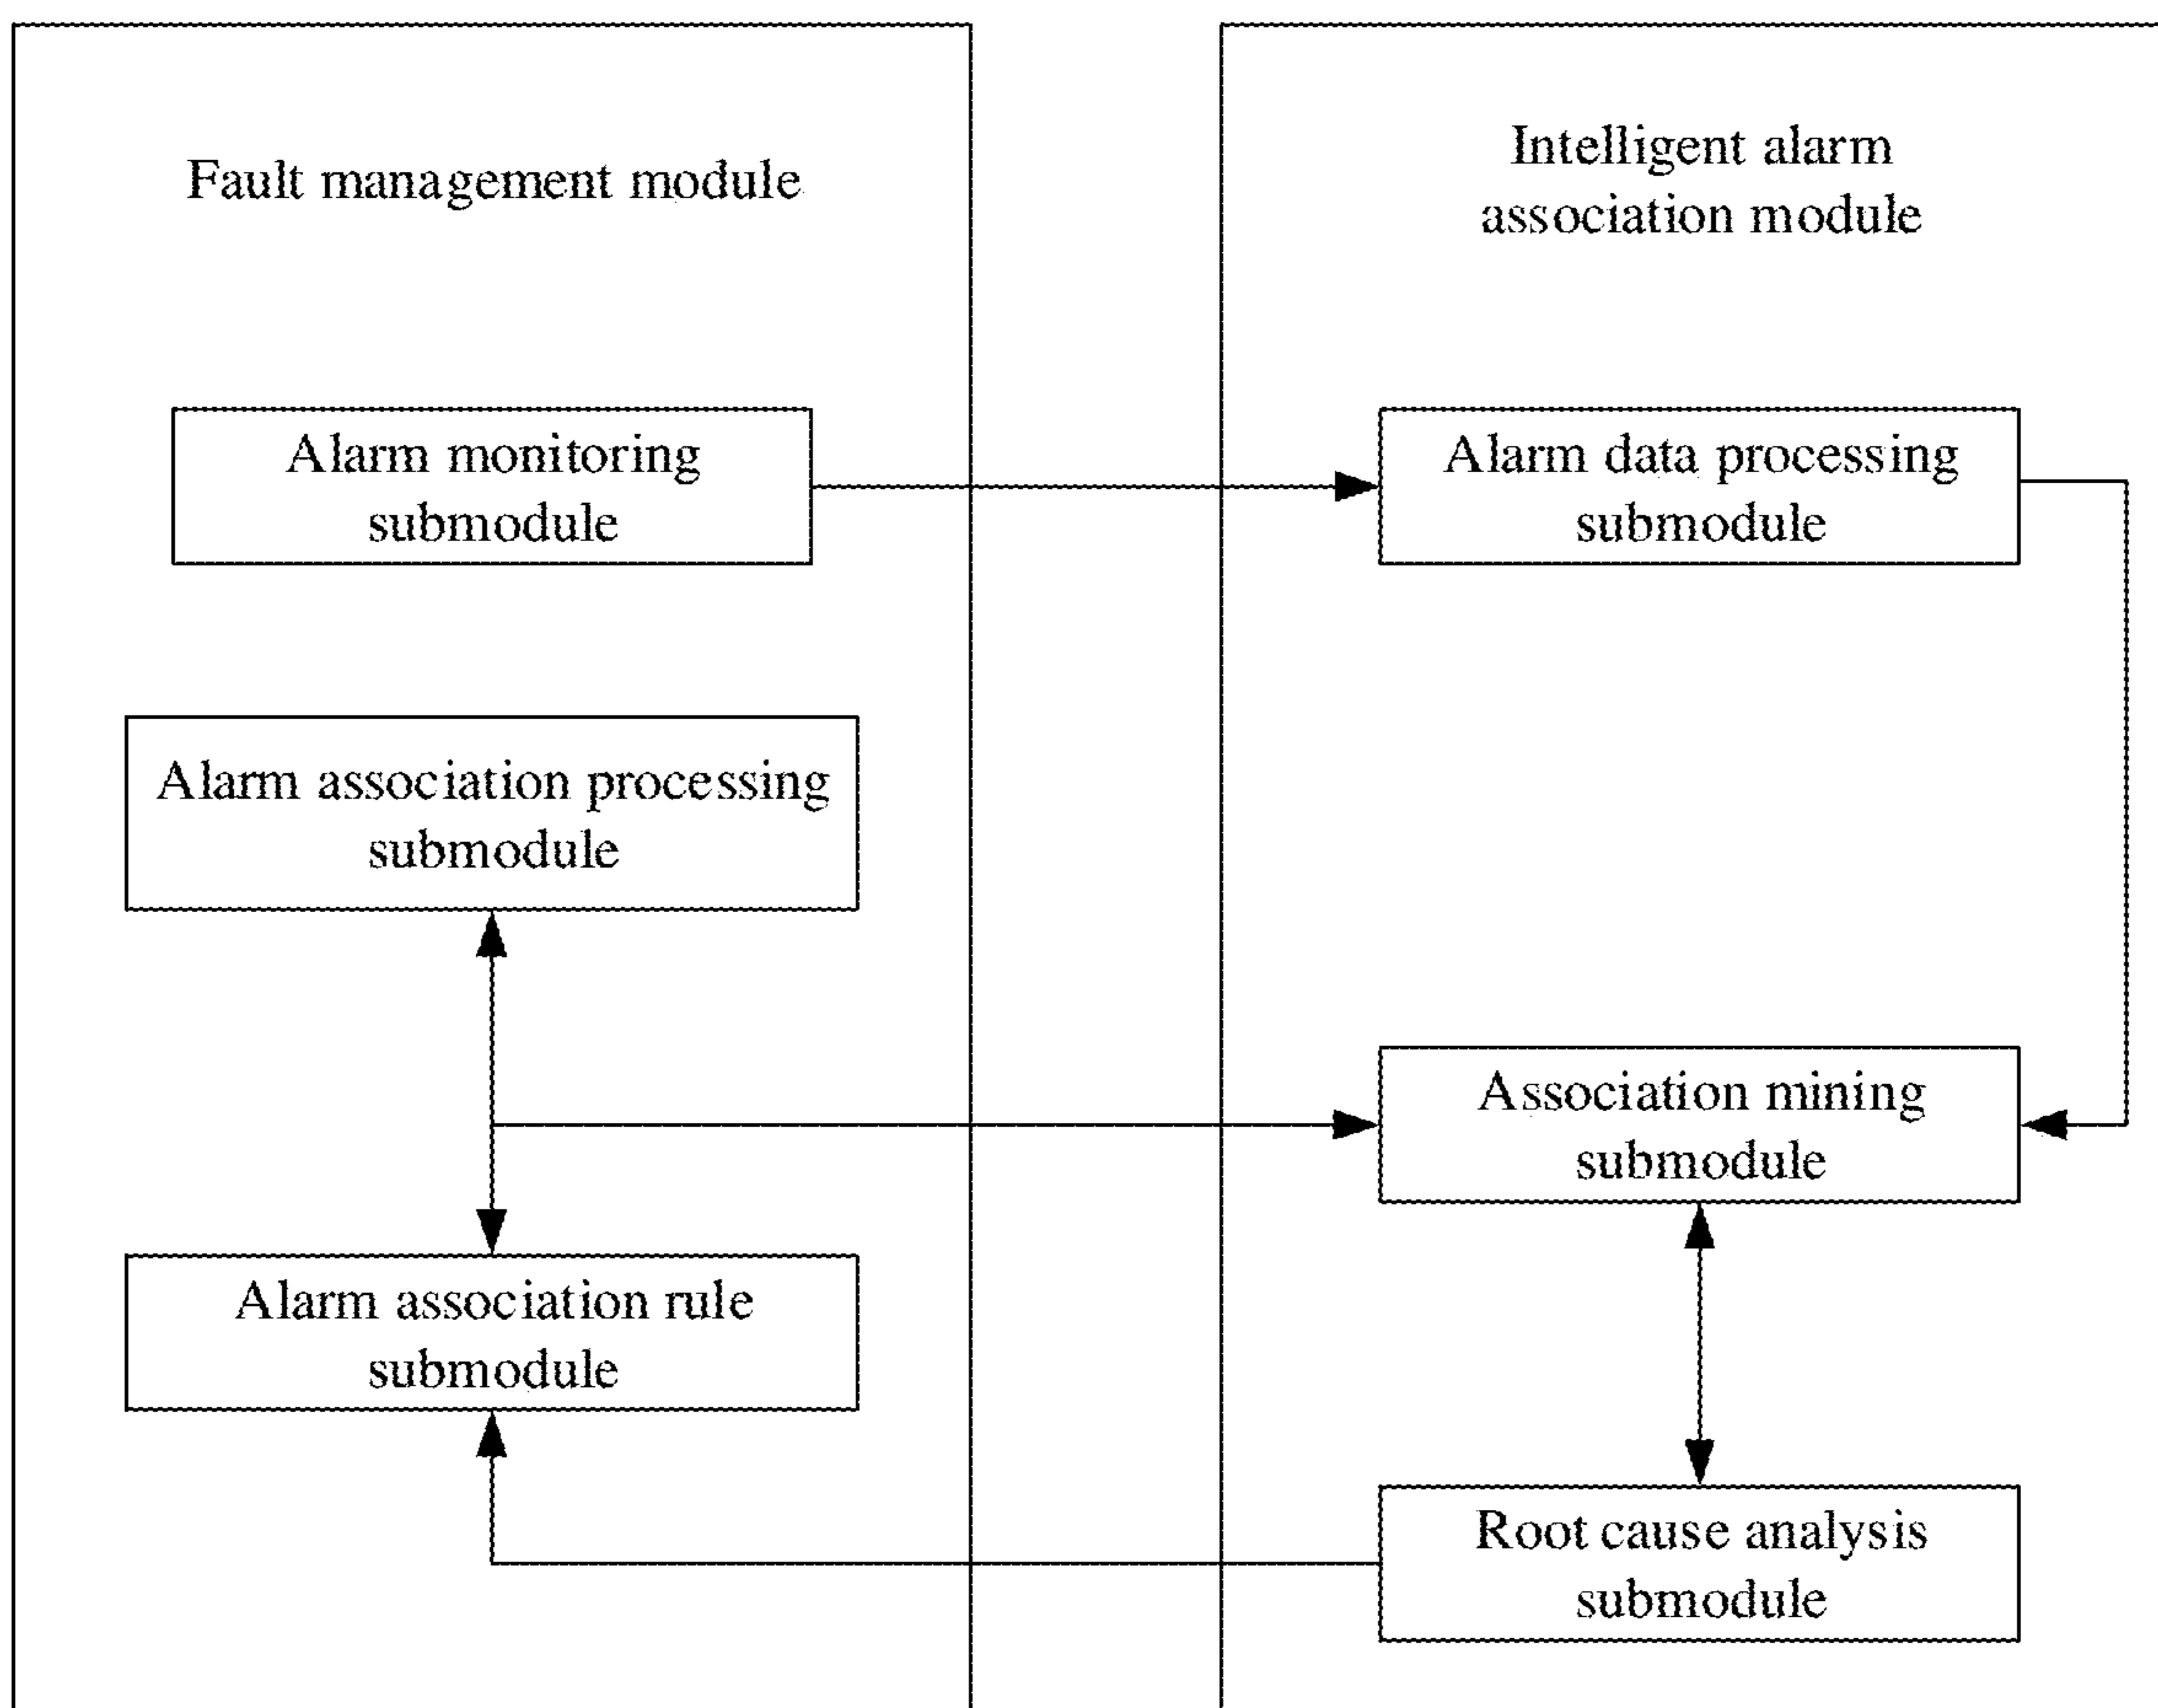 Fault management module
Alarm monitoring
submodule
Alarm association processing
submodule
Alarm association rule
submodule
Intelligent alarm
association module
Alarm data processing
submodule
Association mining
submodule
Root cause analysis
submodule